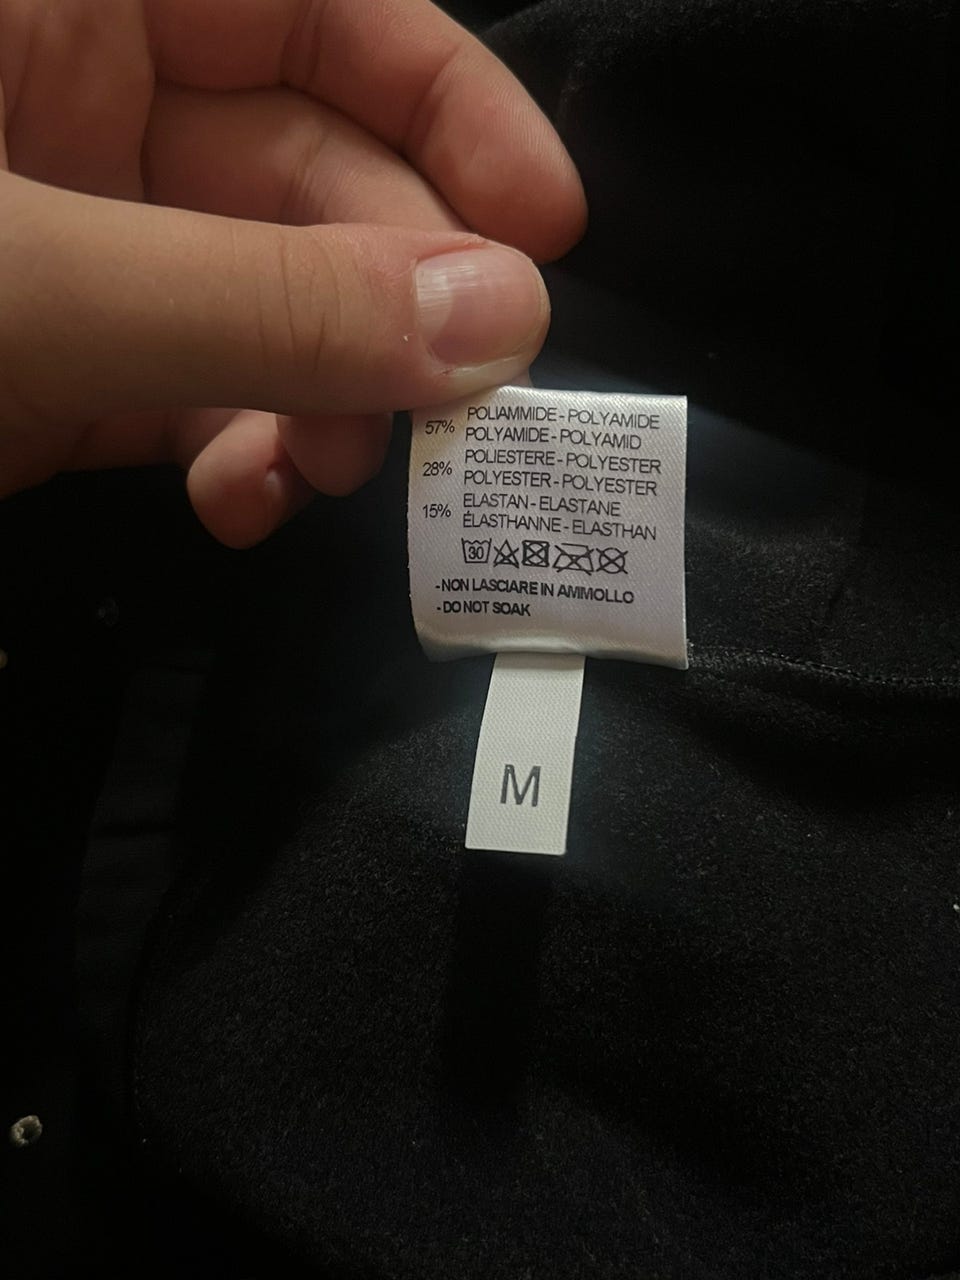 57% POLIAMMIDE - POLYAMIDE
POLYAMIDE - POLYAMID
28% POLIESTERE - POLYESTER
POLYESTER - POLYESTER
15% ELASTAN - ELASTANE
ÉLASTHANNE - ELASTHAN
30
- NON LASCIARE IN AMMOLLO
- DO NOT SOAK
M